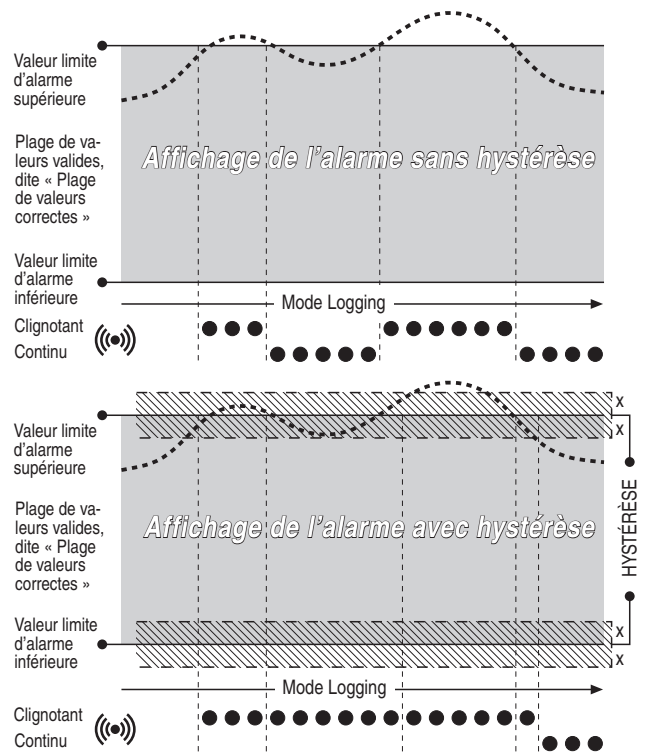 Valeur limite
d'alarme
supérieure
Plage de va-
leurs valides,
dite « Plage
de valeurs
correctes »
Affichage de l'alarme sans hystérèse
Valeur limite
d'alarme
inférieure
Mode Logging
Clignotant
Continu
x
Valeur limite
d'alarme
supérieure
x
Plage de va-
leurs valides,
dite « Plage
de valeurs
correctes »
Affichage de l'alarme avec hystérèse
HYSTÉRÈSE
Valeur limite
d'alarme
inférieure
x
x
Mode Logging
Clignotant
Continu